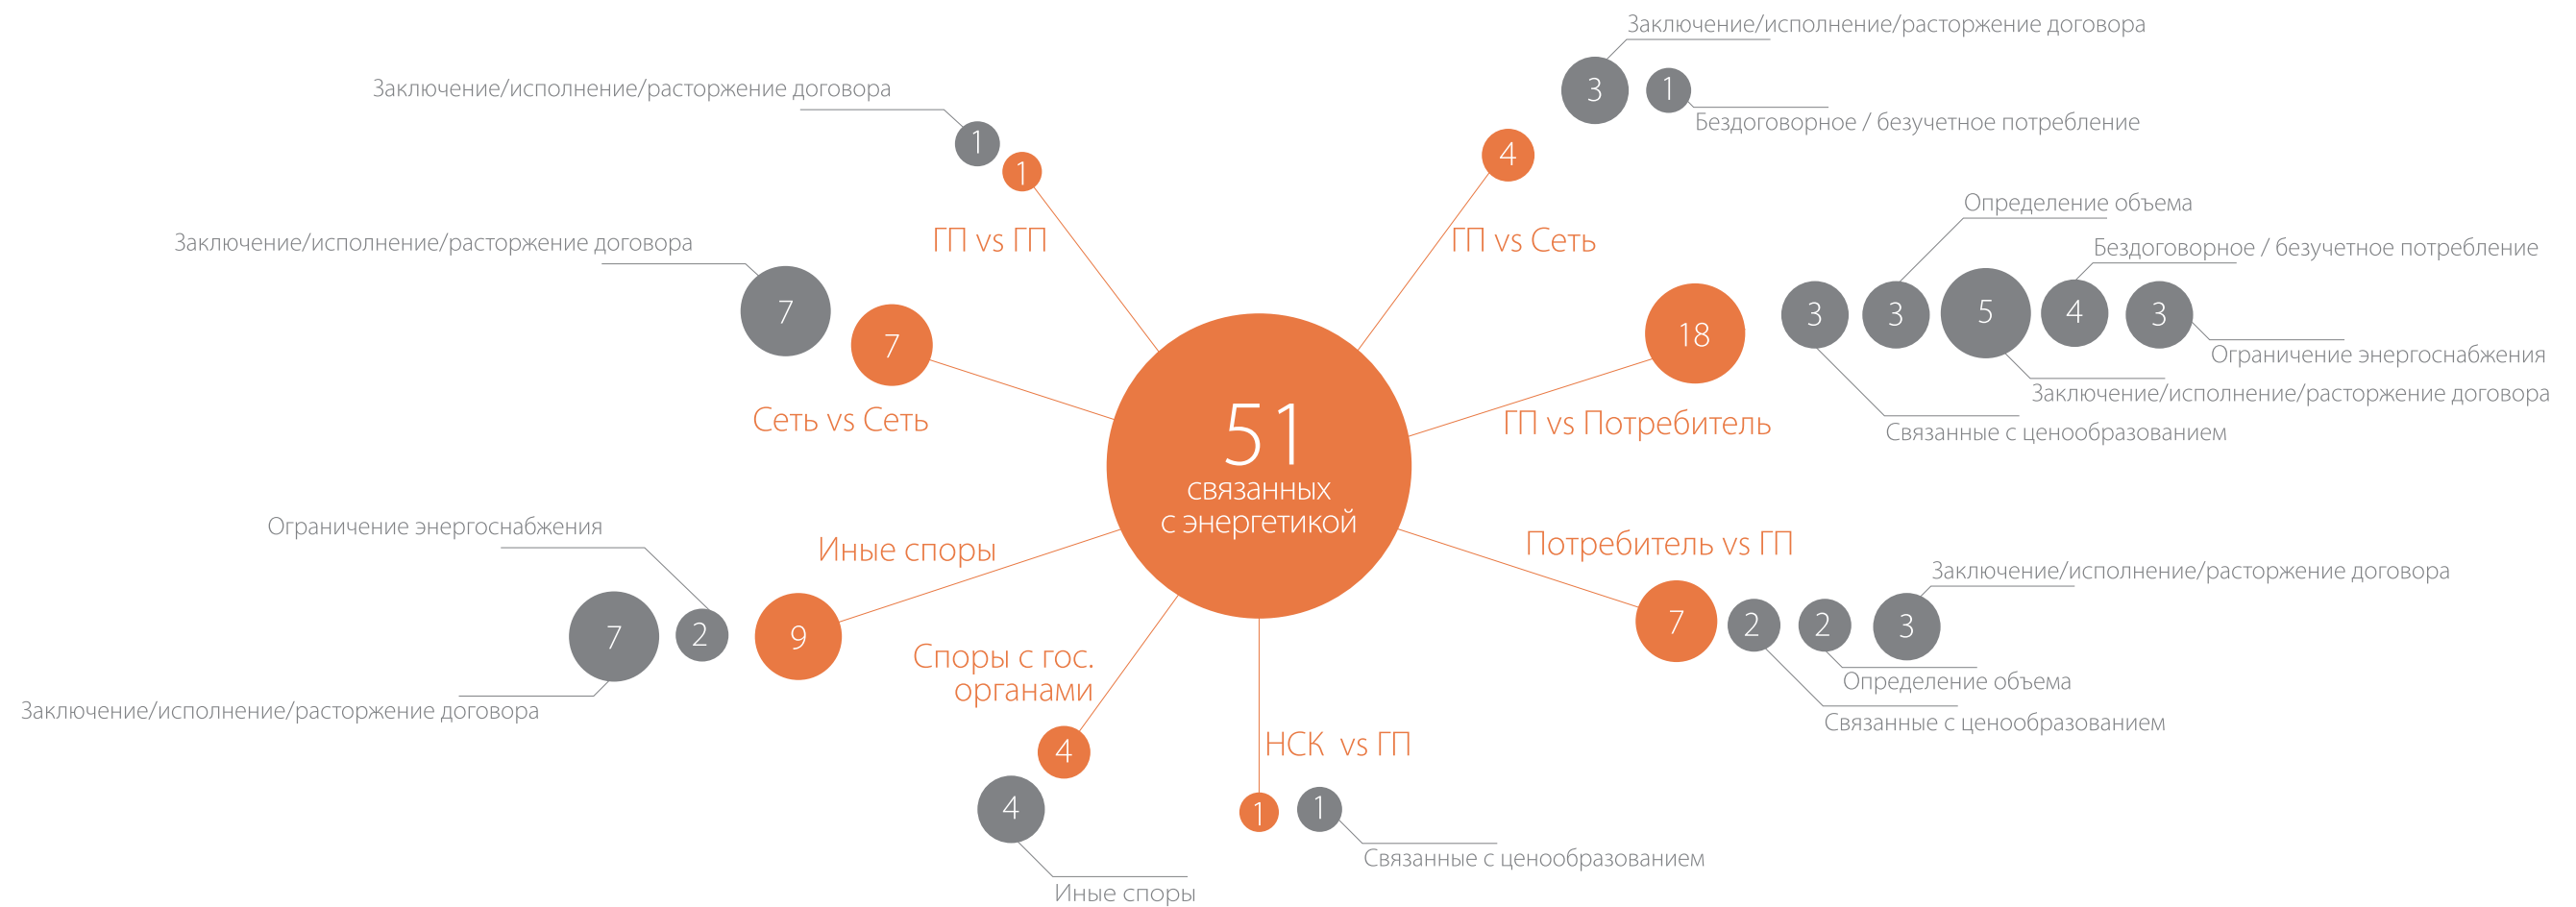 Заключение/исполнение/расторжение договора
3
1
Бездоговорное / безучетное потребление
4
ГП vs Сеть
Заключение/исполнение/расторжение договора
1
1
ГП vs ГП
Определение объема
Бездоговорное / безучетное потребление
18
3
3
5
4
3
Ограничение энергоснабжения
Заключение/исполнение/расторжение договора
Связанные с ценообразованием
ГП vs Потребитель
Заключение/исполнение/расторжение договора
7
7
Сеть vs Сеть
51
связанных
с энергетикой
Потребитель vs ГП
Заключение/исполнение/расторжение договора
7
2
2
3
Определение объема
Связанные с ценообразованием
Ограничение энергоснабжения
Иные споры
7
2
9
Заключение/исполнение/расторжение договора
Споры с гос.
органами
4
4
Иные споры
НСК vs ГП
1
1
Связанные с ценообразованием